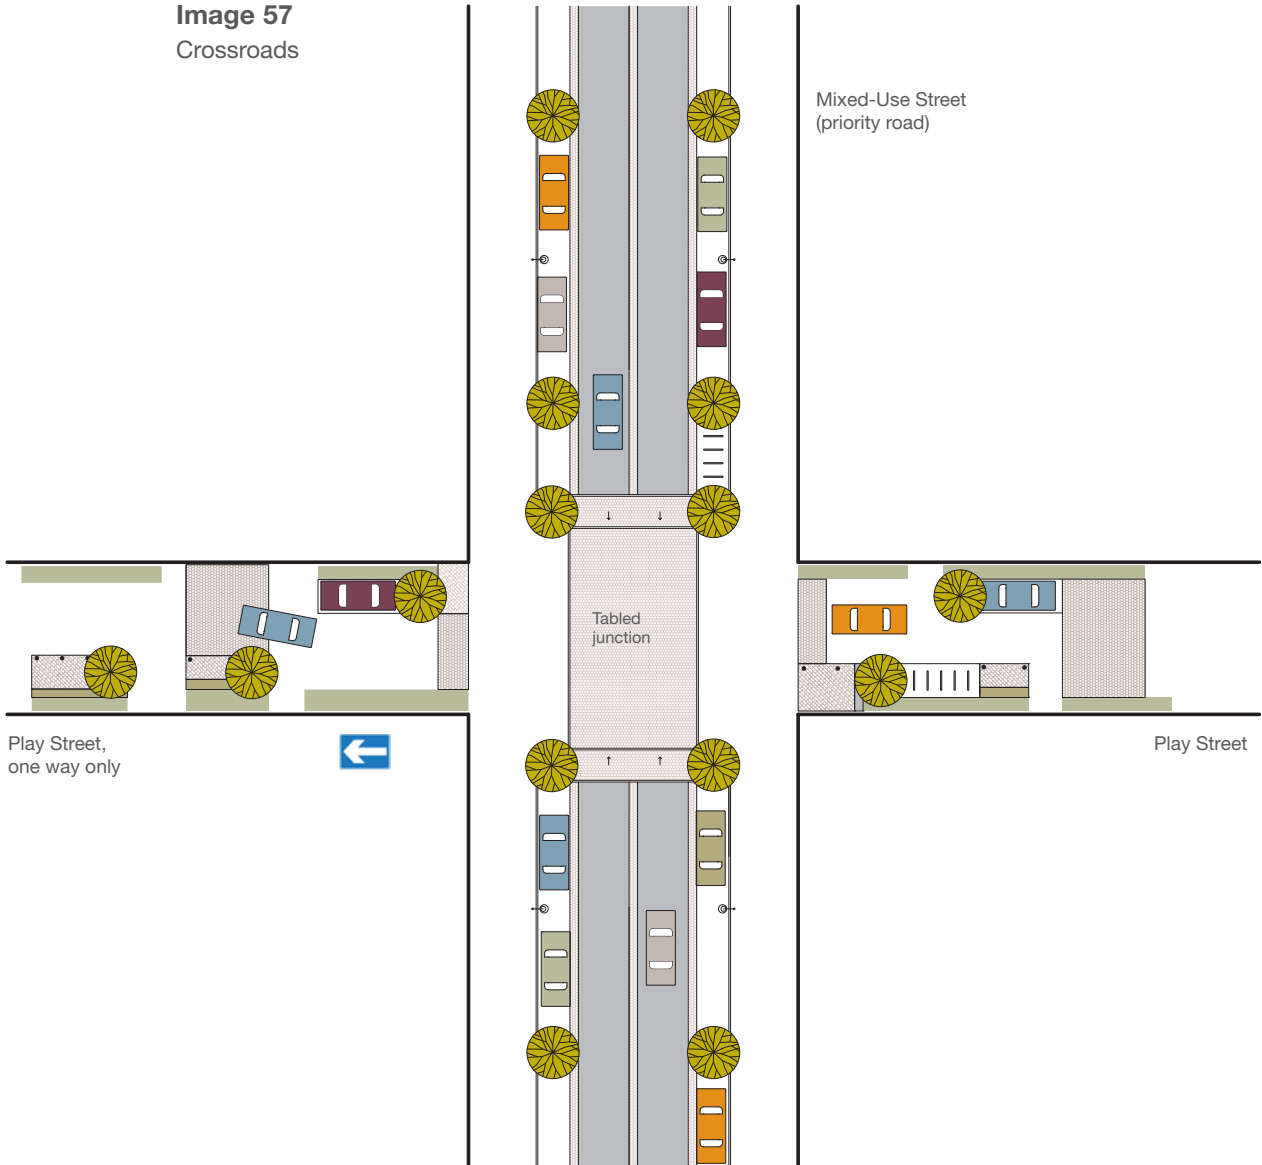 Image 57
Crossroads
Mixed-Use Street
(priority road)
Tabled
junction
Play Street,
one way only
Play Street